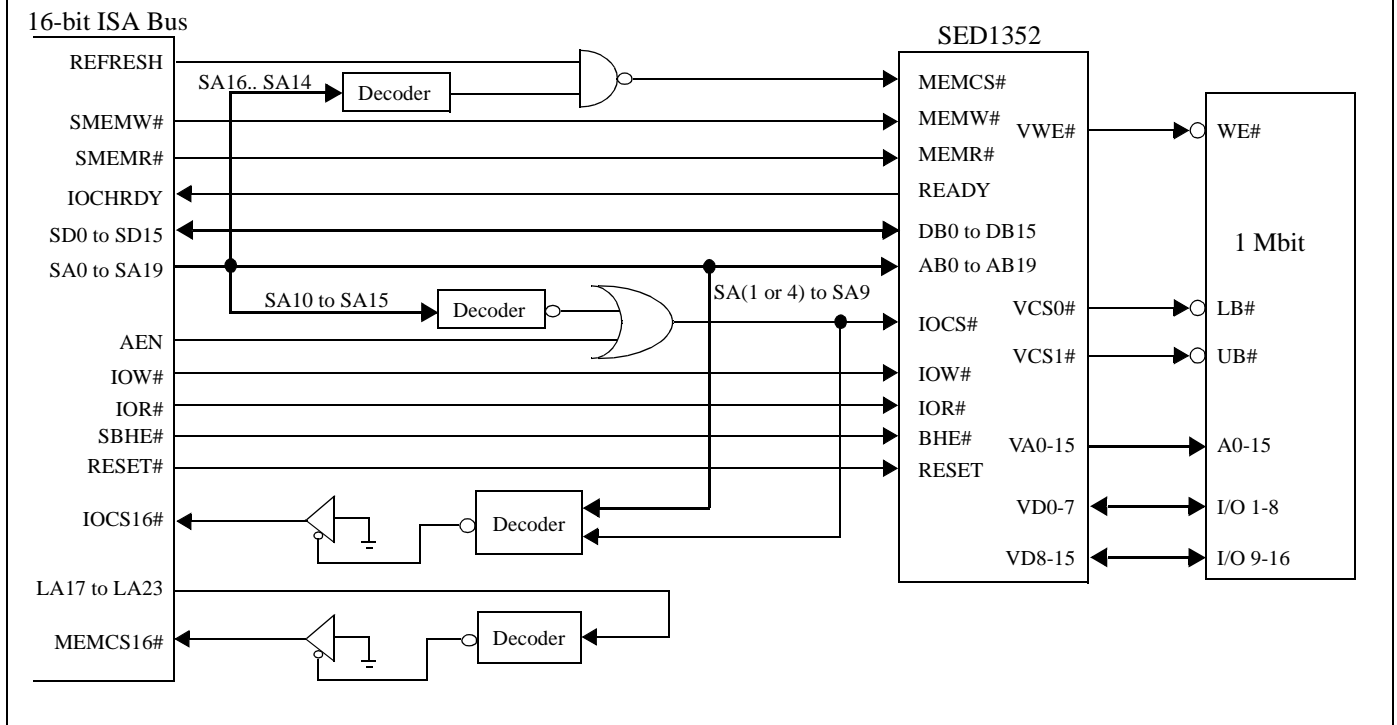 16-bit ISA Bus
SED1352
REFRESH
SA16.. SA14
Decoder
MEMCS#
SMEMW#
MEMW#
VWE#
WE#
SMEMR#
MEMR#
IOCHRDY
READY
SD0 to SD15
DB0 to DB15
1 Mbit
SA0 to SA19
AB0 to AB19
SA10 to SA15
Decoder
SA(1 or 4) to SA9
VCS0#
LB#
IOCS#
AEN
VCS1#
UB#
IOW#
IOW#
IOR#
IOR#
SBHE#
BHE#
VA0-15
A0-15
RESET#
RESET
IOCS16#
Decoder
VD0-7
I/O 1-8
VD8-15
I/O 9-16
LA17 to LA23
MEMCS16#
Decoder